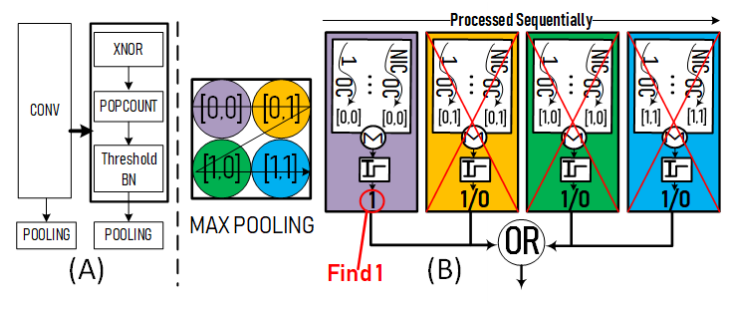 CONV
XNOR
POPCOUNT
Threshold
BN
POOLING
POOLING
(A)
[0,0] [0,1]
[1,0] [1,1]
MAX POOLING
Processed Sequentially
1 OC ... NIC OC
[0,0] [0,0]
1
1 OC ... NIC OC
[0,1] [0,1]
1/0
1 OC ... NIC OC
[1,0] [1,0]
1/0
1 OC ... NIC OC
[1,1] [1,1]
1/0
OR
Find 1
(B)